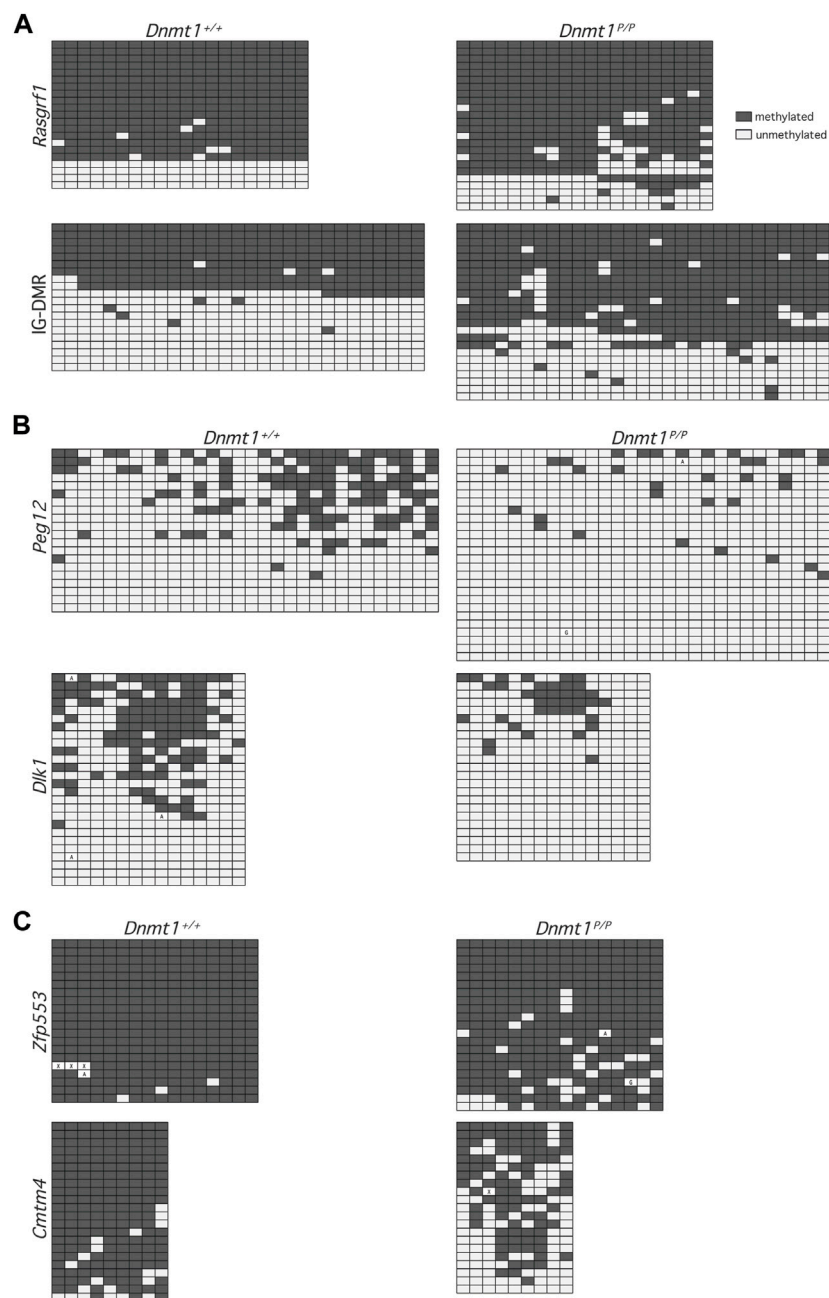 A
Dnmt1+/+
Dnmt1P/P
Rasgrf1
methylated
unmethylated
IG-DMR
B
Dnmt1+/+
Dnmt1P/P
Peg12
A
G
Dlk1
A
A
A
C
Dnmt1+/+
Dnmt1P/P
Zfp553
X X X
A
A
G
Cmtm4
X